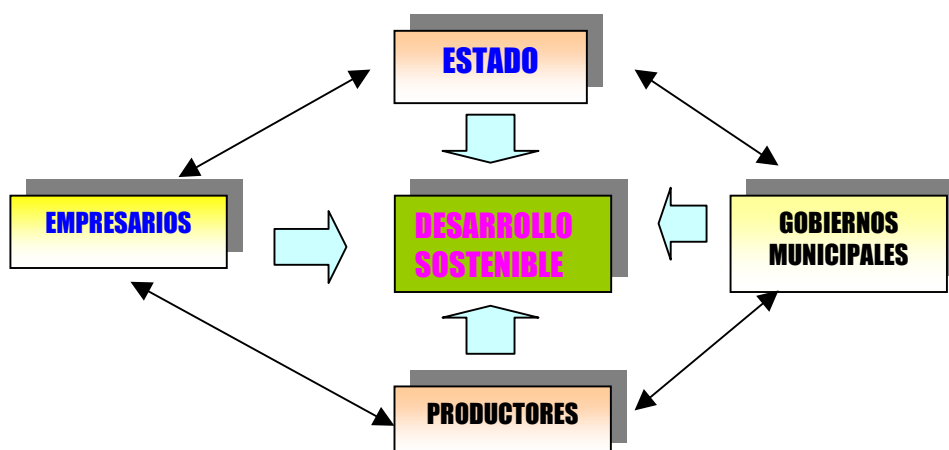 ESTADO
EMPRESARIOS
DESARROLLO
SOSTENIBLE
GOBIERNOS
MUNICIPALES
PRODUCTORES